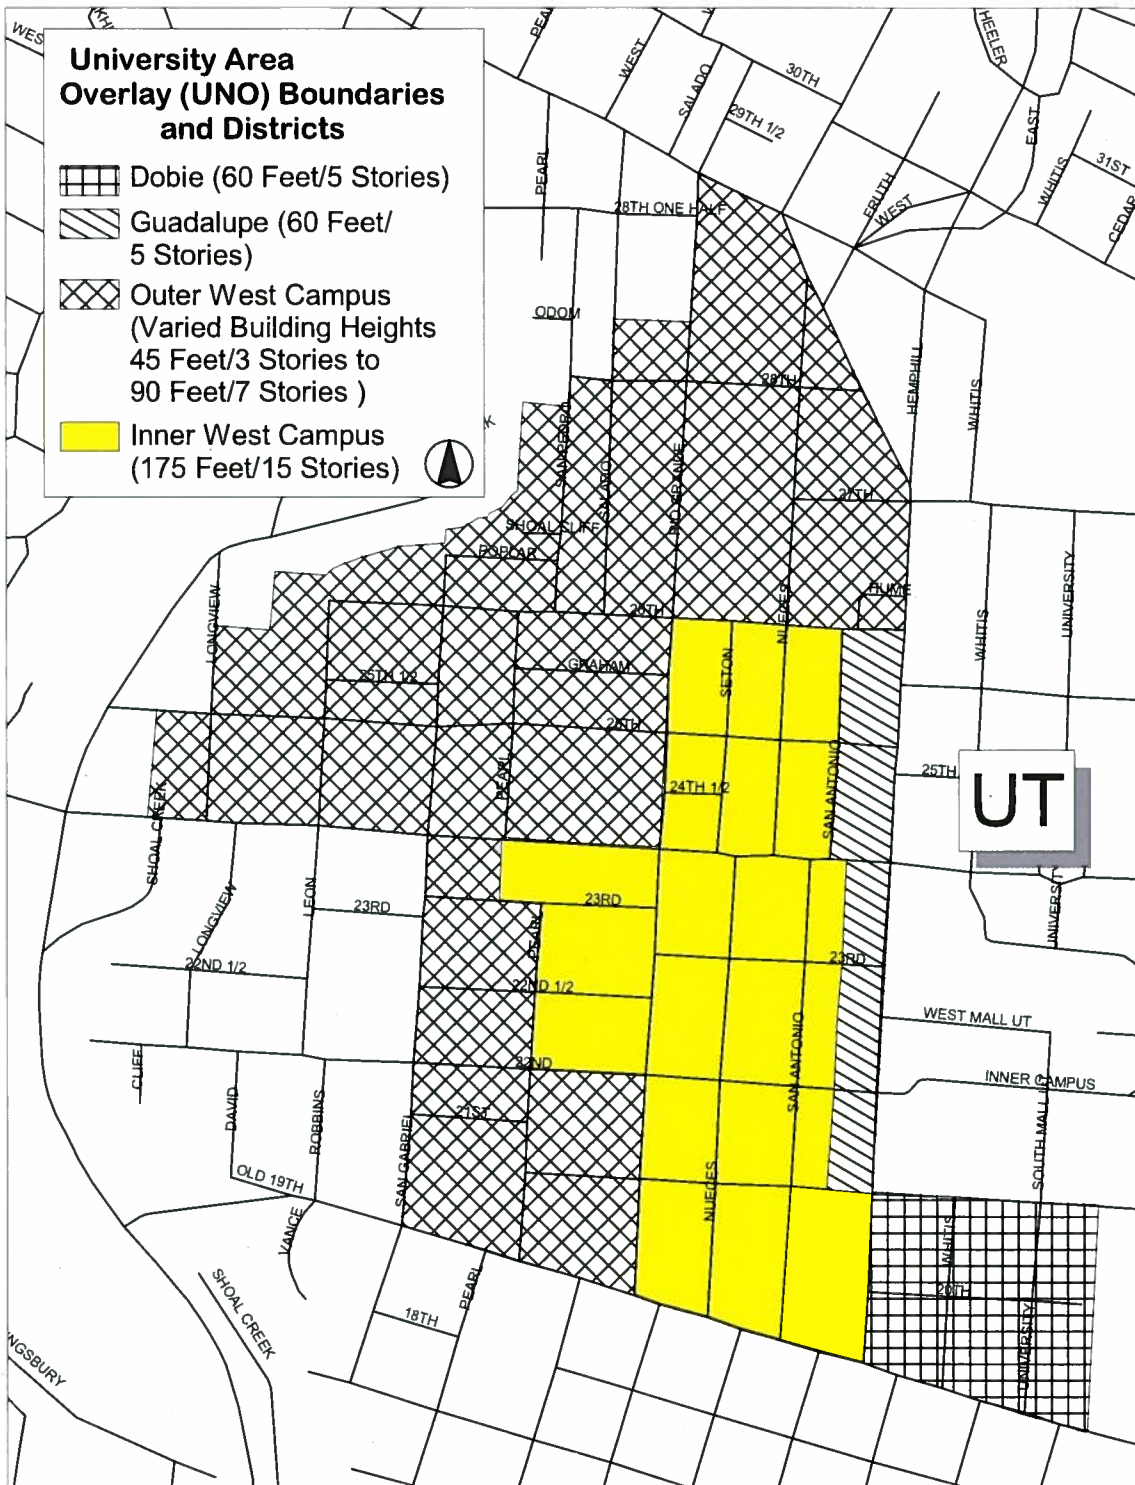 University Area
Overlay (UNO) Boundaries
and Districts
Dobie (60 Feet/5 Stories)
Guadalupe (60 Feet/
5 Stories)
Outer West Campus
(Varied Building Heights
45 Feet/3 Stories to
90 Feet/7 Stories )
Inner West Campus
(175 Feet/15 Stories)
WEST
SALADO
30TH
29TH 1/2
HEELER
EAST
WHITIS
31ST
CEDAR
PEARL
28TH ONE HALF
FRUTH
WEST
ODOM
28TH
HEMPHILL
WHITIS
K
SAN PEDRO
SALADO
RIO GRANDE
27TH
SHOAL CLIFF
POPLAR
HUME
LONGVIEW
26TH
NUECES
WHITIS
UNIVERSITY
25TH 1/2
GRAHAM
SETON
25TH
SAN ANTONIO
PEARL
24TH 1/2
25TH
UT
SHOAL CREEK
LEON
LONGVIEW
23RD
23RD
PEARL
23RD
UNIVERSITY
22ND 1/2
22ND 1/2
WEST MALL UT
SAN ANTONIO
22ND
INNER CAMPUS
CLIFF
DAVID
ROBBINS
SAN GABRIEL
21ST
SOUTH MALL
OLD 19TH
NUECES
VANCE
WHITIS
20TH
SHOAL CREEK
PEARL
18TH
UNIVERSITY
NGSBURY